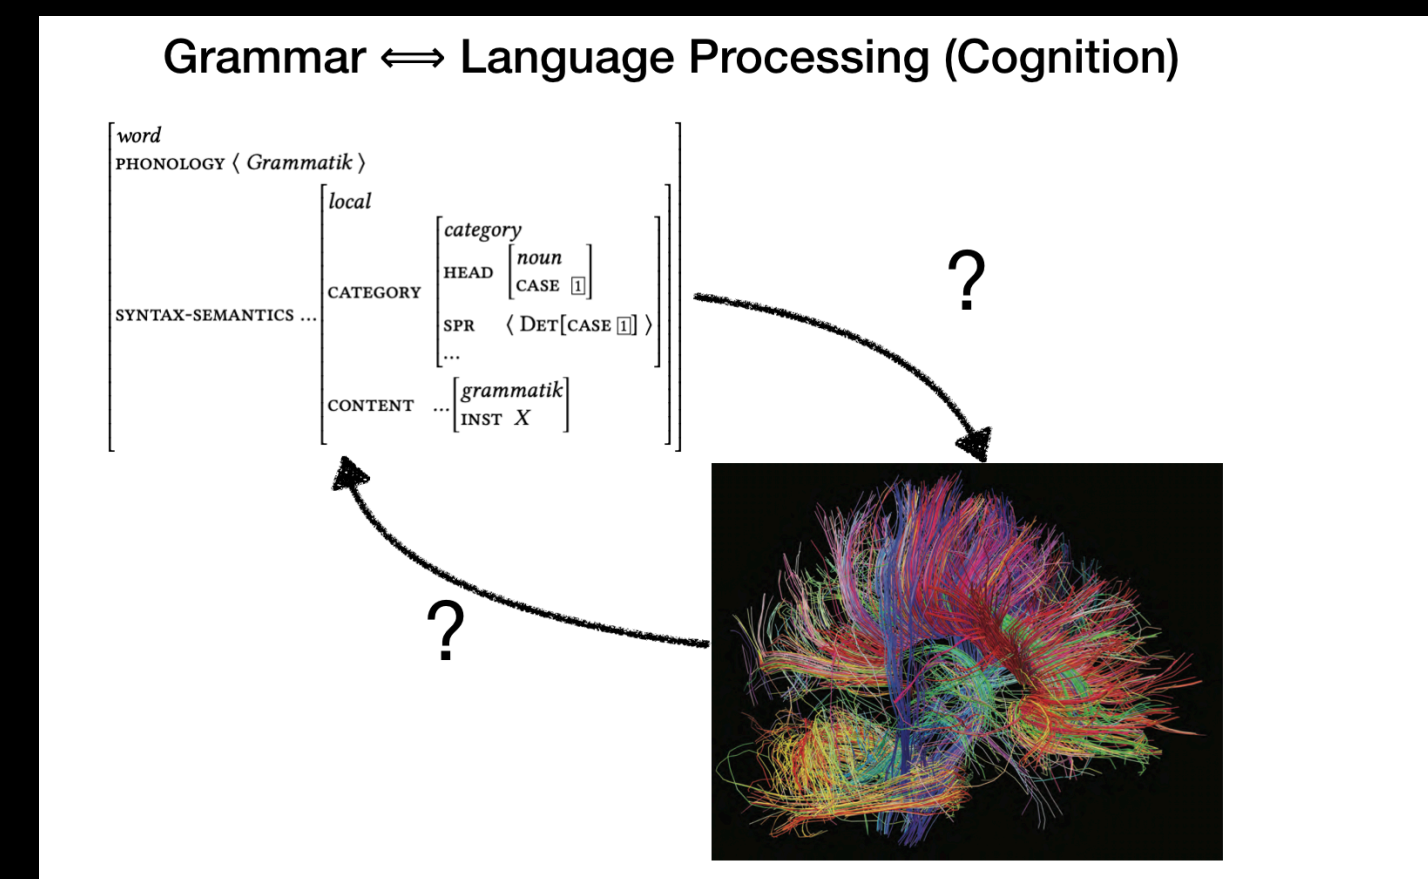 Grammar ⟺ Language Processing (Cognition)
word
PHONOLOGY ⟨ Grammatik ⟩
local
category
noun
HEAD
CASE 1
CATEGORY
SYNTAX-SEMANTICS ...
SPR ⟨ DET[CASE 1] ⟩
...
grammatik
CONTENT ...
INST X
?
?